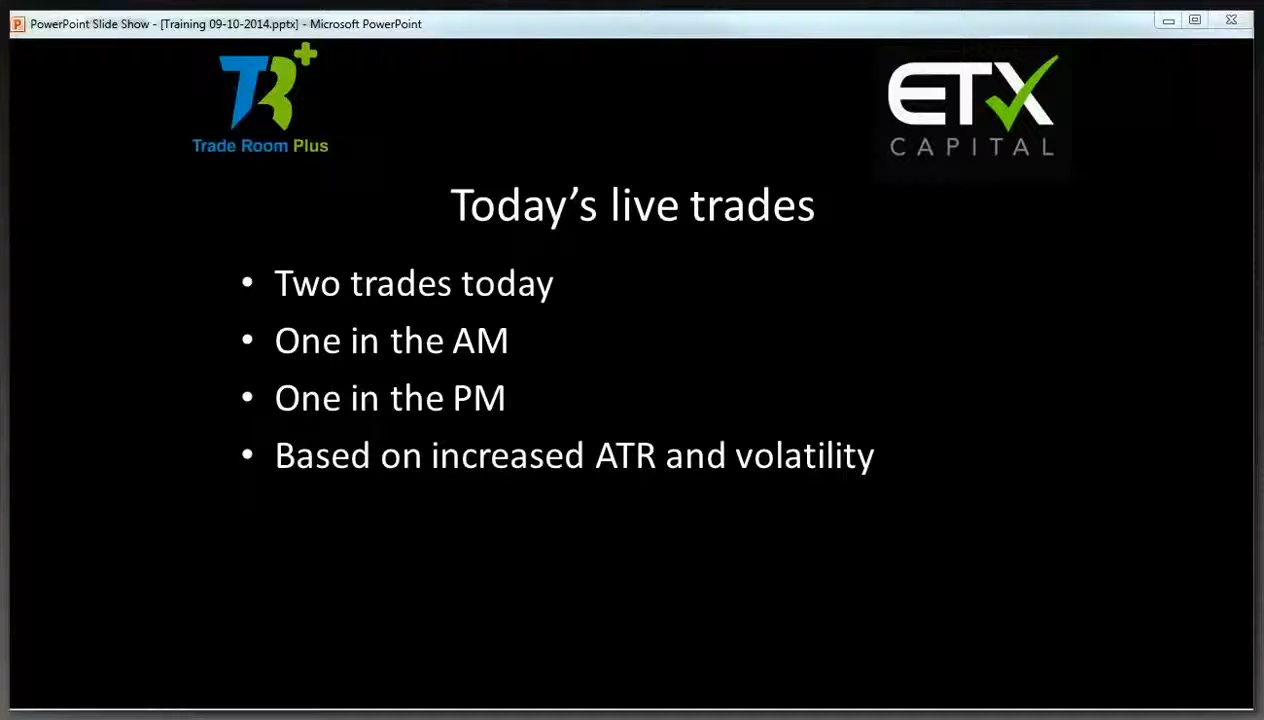 PowerPoint Slide Show - [Training 09-10-2014.pptx] - Microsoft PowerPoint
TR+
Trade Room Plus
ETX
CAPITAL
Today’s live trades
• Two trades today
• One in the AM
• One in the PM
• Based on increased ATR and volatility